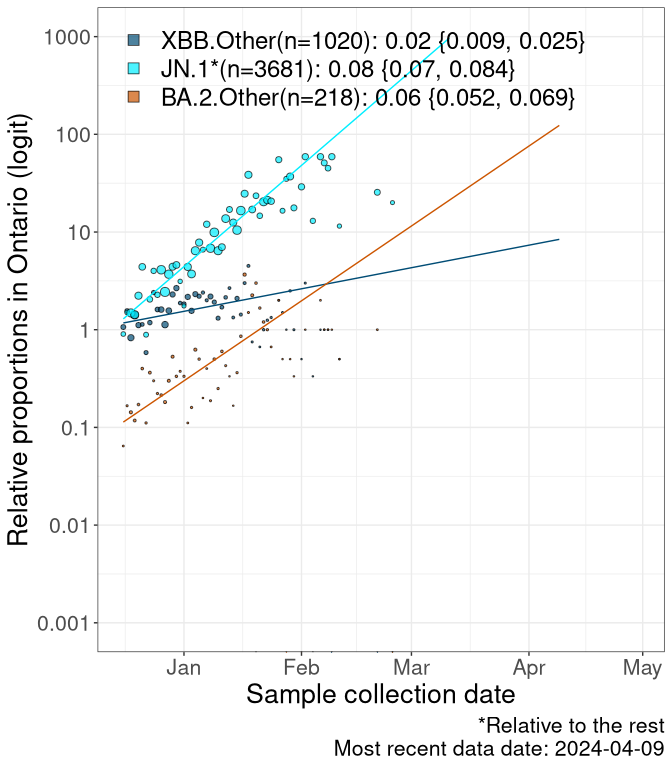 XBB.Other(n=1020): 0.02 {0.009, 0.025}
JN.1*(n=3681): 0.08 {0.07, 0.084}
BA.2.Other(n=218): 0.06 {0.052, 0.069}
Relative proportions in Ontario (logit)
1000
100
10
1
0.1
0.01
0.001
Jan Feb Mar Apr May
Sample collection date
*Relative to the rest
Most recent data date: 2024-04-09